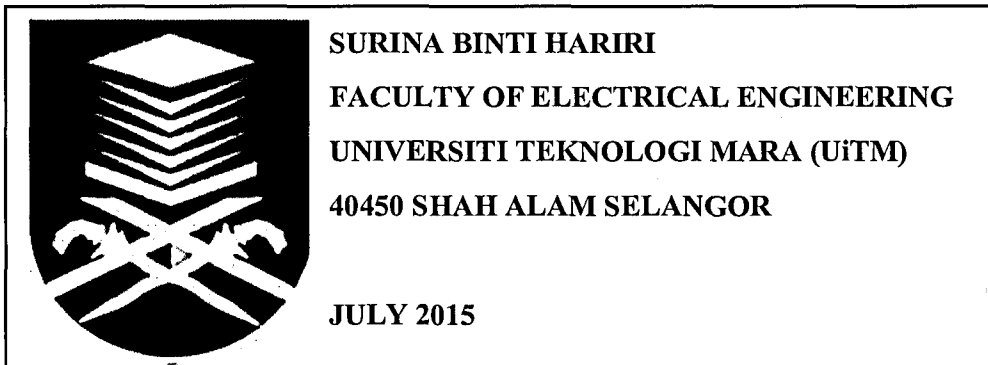 SURINA BINTI HARIRI
FACULTY OF ELECTRICAL ENGINEERING
UNIVERSITI TEKNOLOGI MARA (UiTM)
40450 SHAH ALAM SELANGOR
JULY 2015